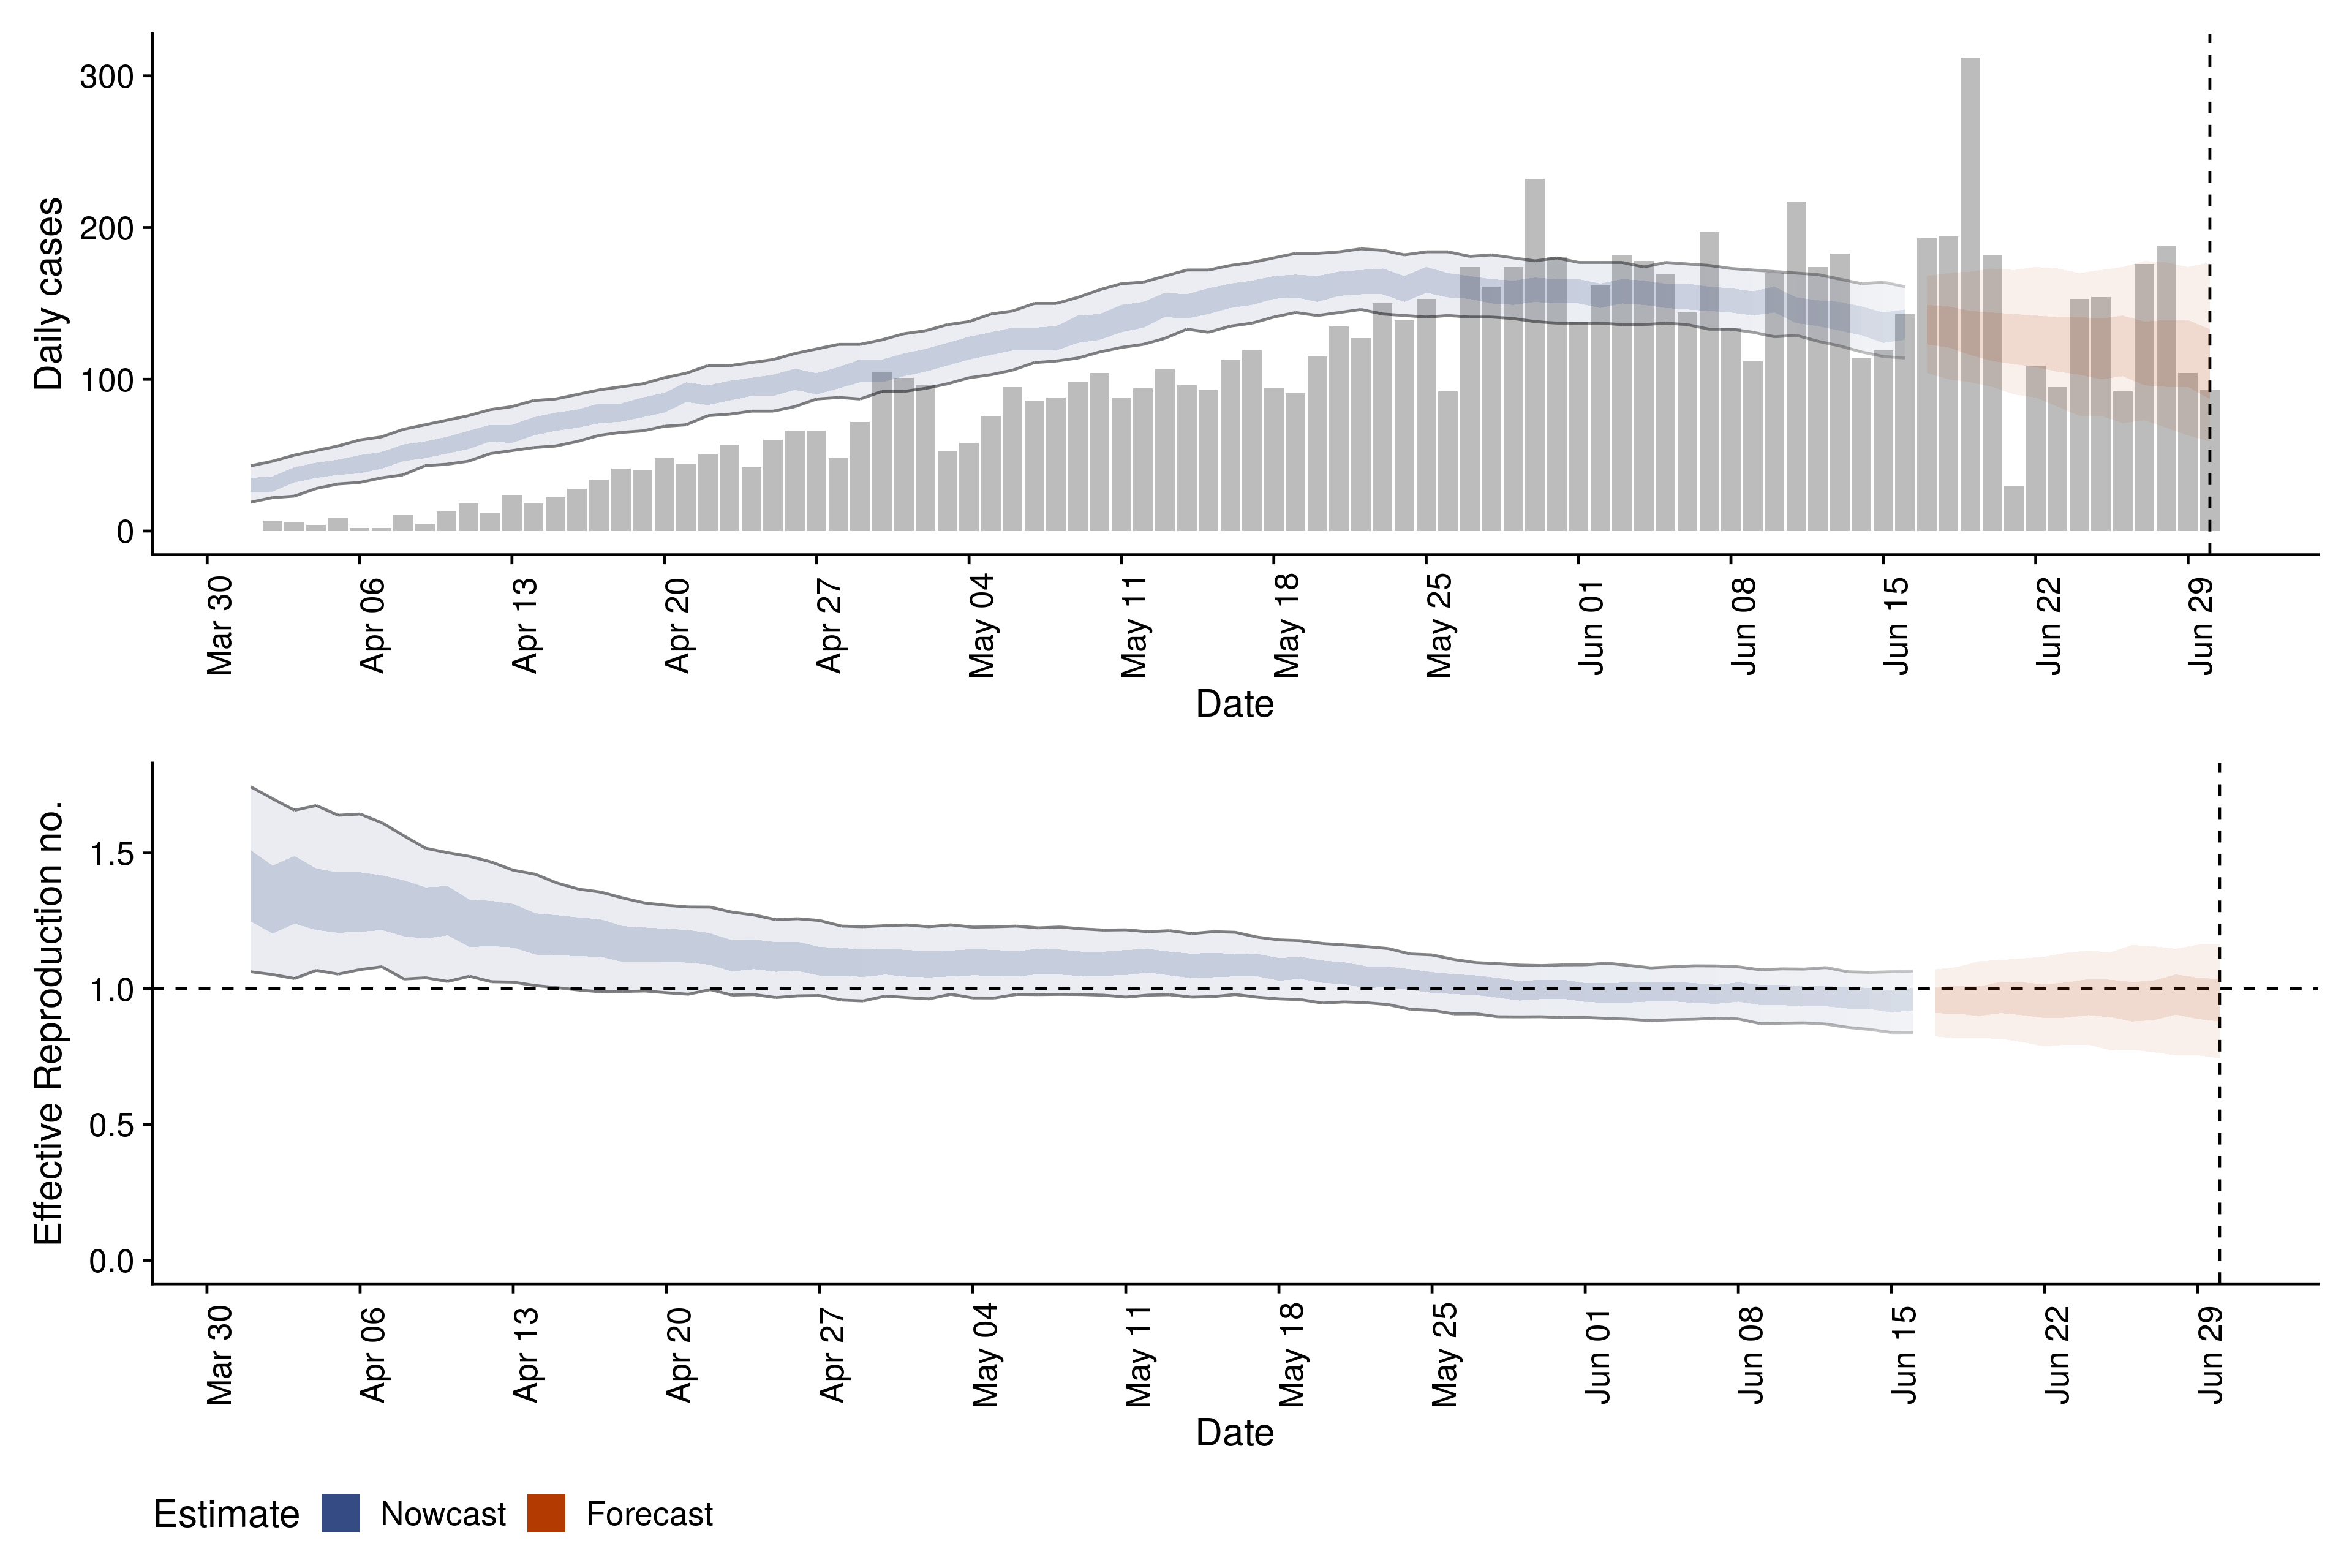 Daily cases
300
200
100
0
Mar 30
Apr 06
Apr 13
Apr 20
Apr 27
May 04
May 11
May 18
May 25
Jun 01
Jun 08
Jun 15
Jun 22
Jun 29
Date
Effective Reproduction no.
1.5
1.0
0.5
0.0
Mar 30
Apr 06
Apr 13
Apr 20
Apr 27
May 04
May 11
May 18
May 25
Jun 01
Jun 08
Jun 15
Jun 22
Jun 29
Date
Estimate Nowcast Forecast